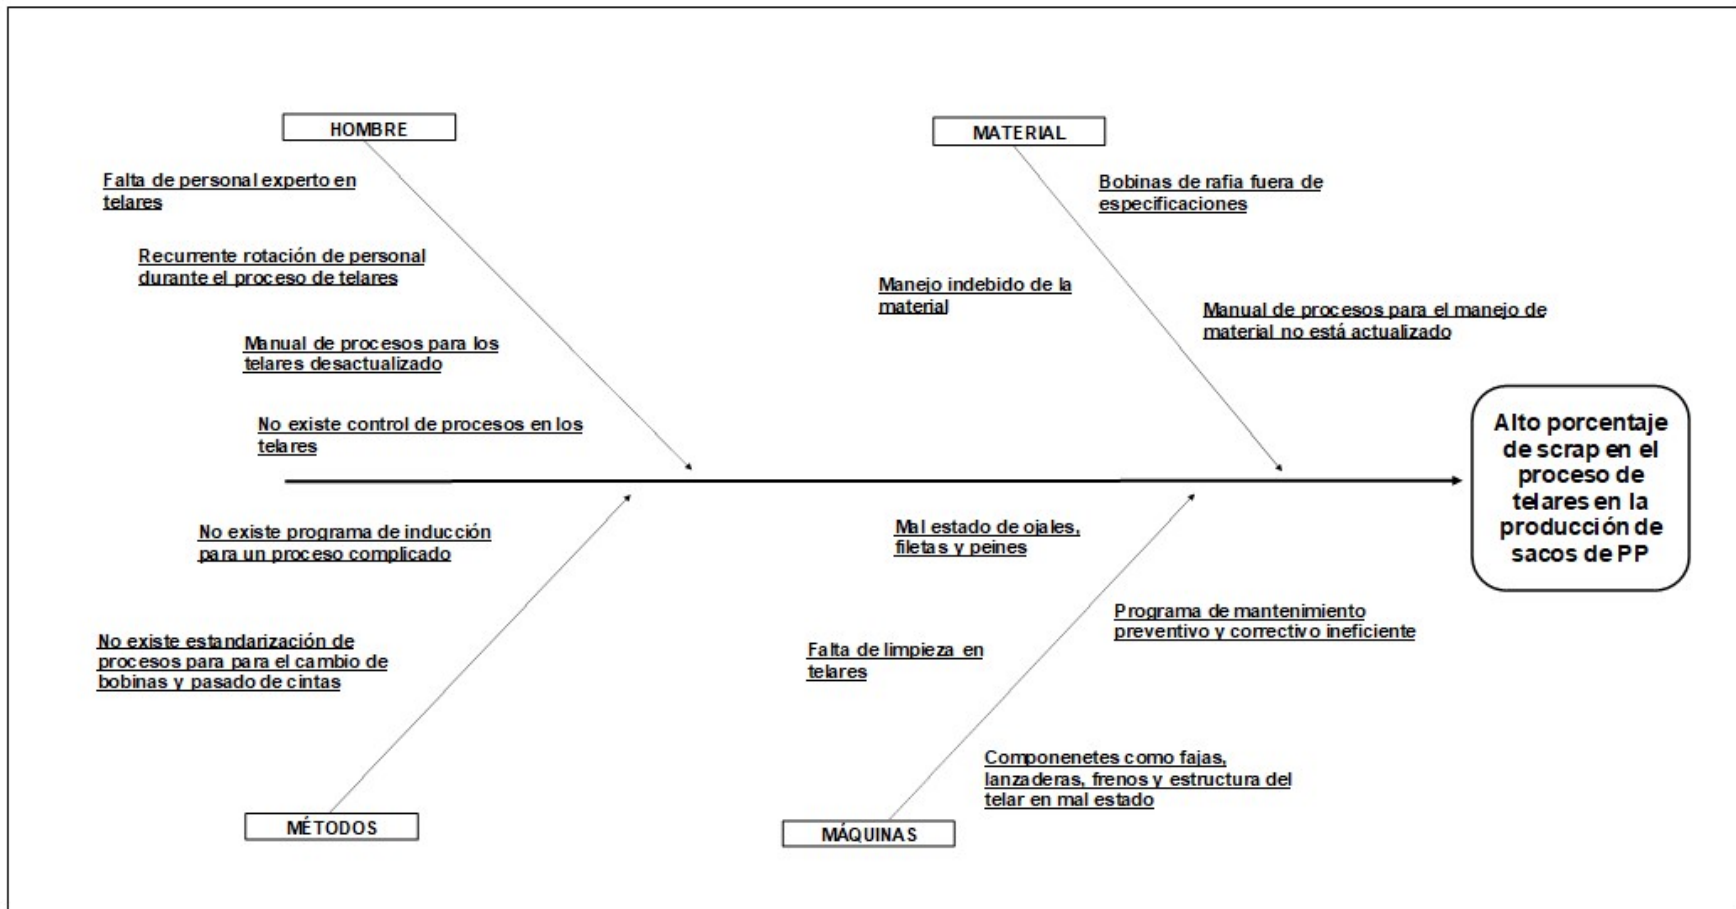 HOMBRE
Falta de personal experto en
telares
Recurrente rotación de personal
durante el proceso de telares
Manual de procesos para los
telares desactualizado
No existe control de procesos en los
telares
MATERIAL
Bobinas de rafia fuera de
especificaciones
Manejo indebido de la
material
Manual de procesos para el manejo de
material no está actualizado
Alto porcentaje
de scrap en el
proceso de
telares en la
producción de
sacos de PP
No existe programa de inducción
para un proceso complicado
No existe estandarización de
procesos para para el cambio de
bobinas y pasado de cintas
MÉTODOS
Mal estado de ojales,
filetas y peines
Programa de mantenimiento
preventivo y correctivo ineficiente
Falta de limpieza en
telares
Componenetes como fajas,
lanzaderas, frenos y estructura del
telar en mal estado
MÁQUINAS